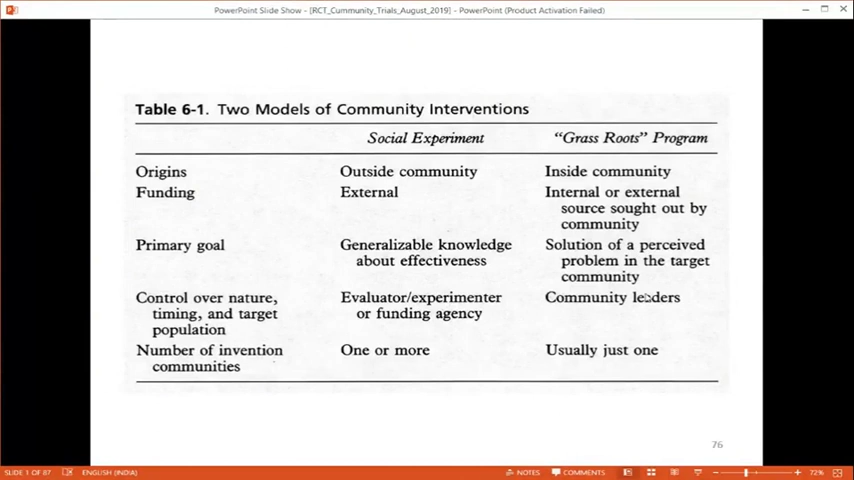 PowerPoint Slide Show - [RCT_Cummunity_Trials_August_2019] - PowerPoint (Product Activation Failed)
Table 6-1. Two Models of Community Interventions
Social Experiment "Grass Roots" Program
Origins Outside community Inside community
Funding External Internal or external
source sought out by
community
Primary goal Generalizable knowledge Solution of a perceived
about effectiveness problem in the target
community
Control over nature, Evaluator/experimenter Community leaders
timing, and target or funding agency
population
Number of invention One or more Usually just one
communities
76
SLIDE 1 OF 87 ENGLISH (INDIA) NOTES COMMENTS 72%